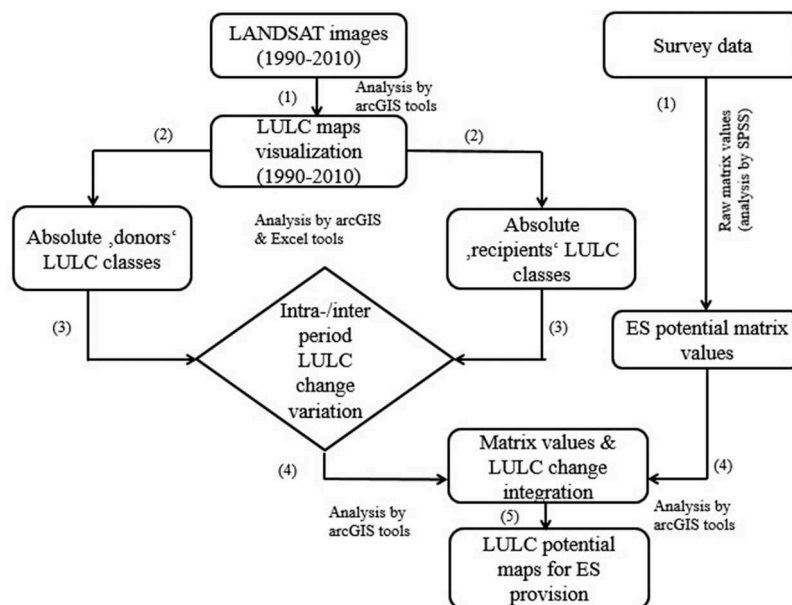 LANDSAT images
(1990-2010)
Survey data
(1)
Analysis by
arcGIS tools
(1)
(2)
LULC maps
visualization
(1990-2010)
(2)
Raw matrix values
(analysis by SPSS)
Absolute ‚donors‘
LULC classes
Analysis by arcGIS
& Excel tools
Absolute
‚recipients‘ LULC
classes
(3)
Intra-/inter
period
LULC
change
variation
(3)
ES potential matrix
values
(4)
Matrix values &
LULC change
integration
(4)
Analysis by
arcGIS tools
(5)
Analysis by
arcGIS tools
LULC potential
maps for ES
provision